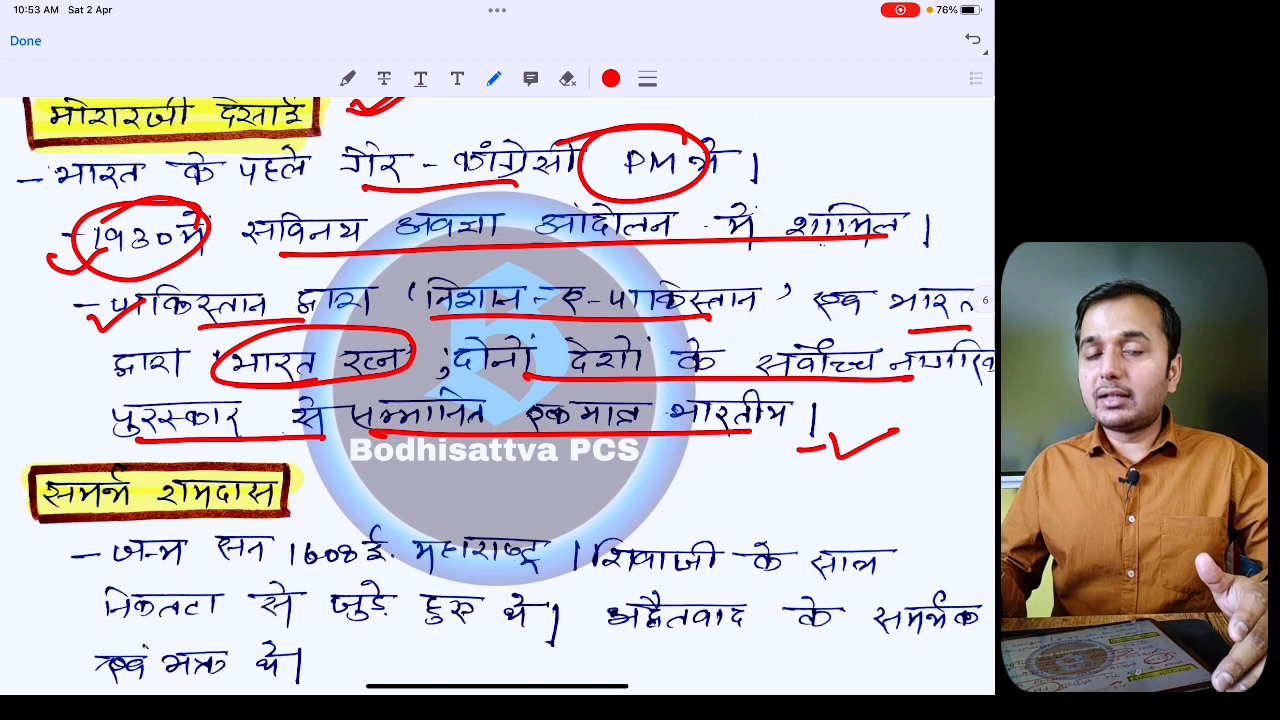 10:53 AM Sat 2 Apr
76%
Done
मोरारजी देसाई
- भारत के पहले गैर - कांग्रेसी PM थे।
- 1930 में सविनय अवज्ञा आंदोलन में शामिल।
- पाकिस्तान द्वारा 'निशान-ए-पाकिस्तान' एवं भारत
6
द्वारा 'भारत रत्न' ; दोनों देशों के सर्वोच्च नागरिक
पुरस्कार से सम्मानित एकमात्र भारतीय।
Bodhisattva PCS
समर्थ रामदास
- जन्म सन 1608 ई. महाराष्ट्र । शिवाजी के साथ
निकटता से जुड़े हुए थे। अद्वैतवाद के समर्थक
एवं भक्त थे।